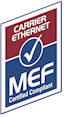 CARRIER
ETHERNET
MEF
Certified Compliant